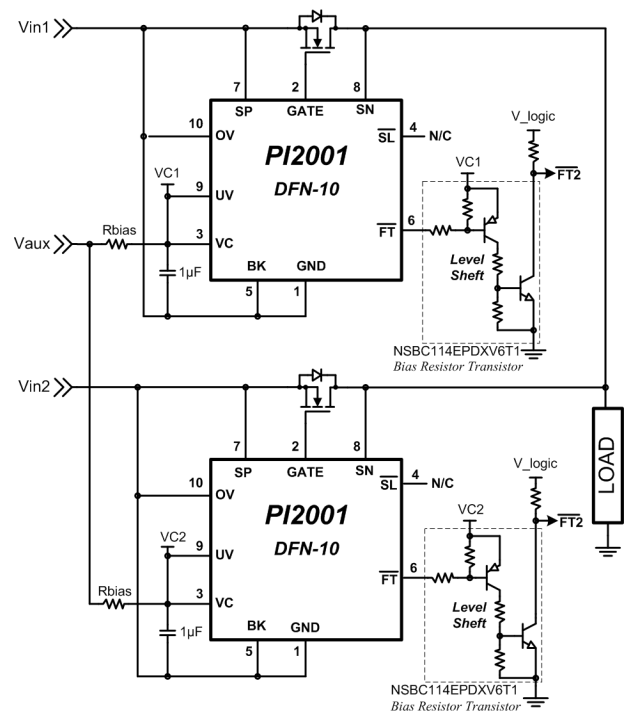 Vin1
7
2
8
SP
GATE
SN
10
OV
SL
4
N/C
V_logic
PI2001
DFN-10
VC1
9
UV
VC1
FT2
Vaux
Rbias
3
VC
FT
6
Level
Sheft
1µF
BK
GND
5
1
NSBC114EPDXV6T1
Bias Resistor Transistor
Vin2
7
2
8
SP
GATE
SN
10
OV
SL
4
N/C
V_logic
LOAD
PI2001
DFN-10
VC2
9
UV
VC2
FT2
Rbias
3
VC
FT
6
Level
Sheft
1µF
BK
GND
5
1
NSBC114EPDXV6T1
Bias Resistor Transistor